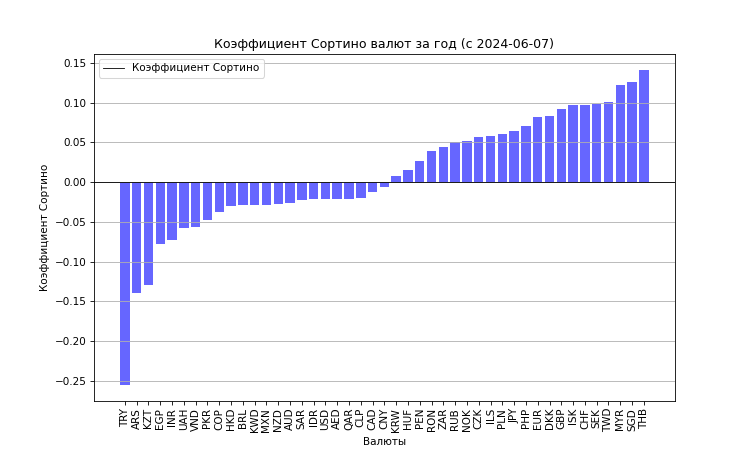 Коэффициент Сортино валют за год (с 2024-06-07)
Коэффициент Сортино
0.15
0.10
0.05
0.00
−0.05
−0.10
−0.15
−0.20
−0.25
Коэффициент Сортино
TRY ARS KZT EGP INR UAH VND PKR COP HKD BRL KWD MXN NZD AUD SAR IDR USD AED QAR CLP CAD CNY KRW HUF PEN RON ZAR RUB NOK CZK ILS PLN JPY PHP EUR DKK GBP ISK CHF SEK TWD MYR SGD THB
Валюты